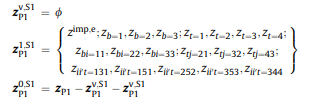 z_{P1}^{v,S1} = ϕ
z_{P1}^{1,S1} = { z^{imp.e}; z_{b=1}, z_{b=2}, z_{b=3}; z_{t=1}, z_{t=2}, z_{t=3}, z_{t=4};
z_{bi=11}, z_{bi=22}, z_{bi=33}; z_{tj=21}, z_{tj=32}, z_{tj=43};
z_{ii't=131}, z_{ii't=151}, z_{ii't=252}, z_{ii't=353}, z_{ii't=344} }
z_{P1}^{0,S1} = z_{P1} − z_{P1}^{v,S1} − z_{P1}^{v,S1}